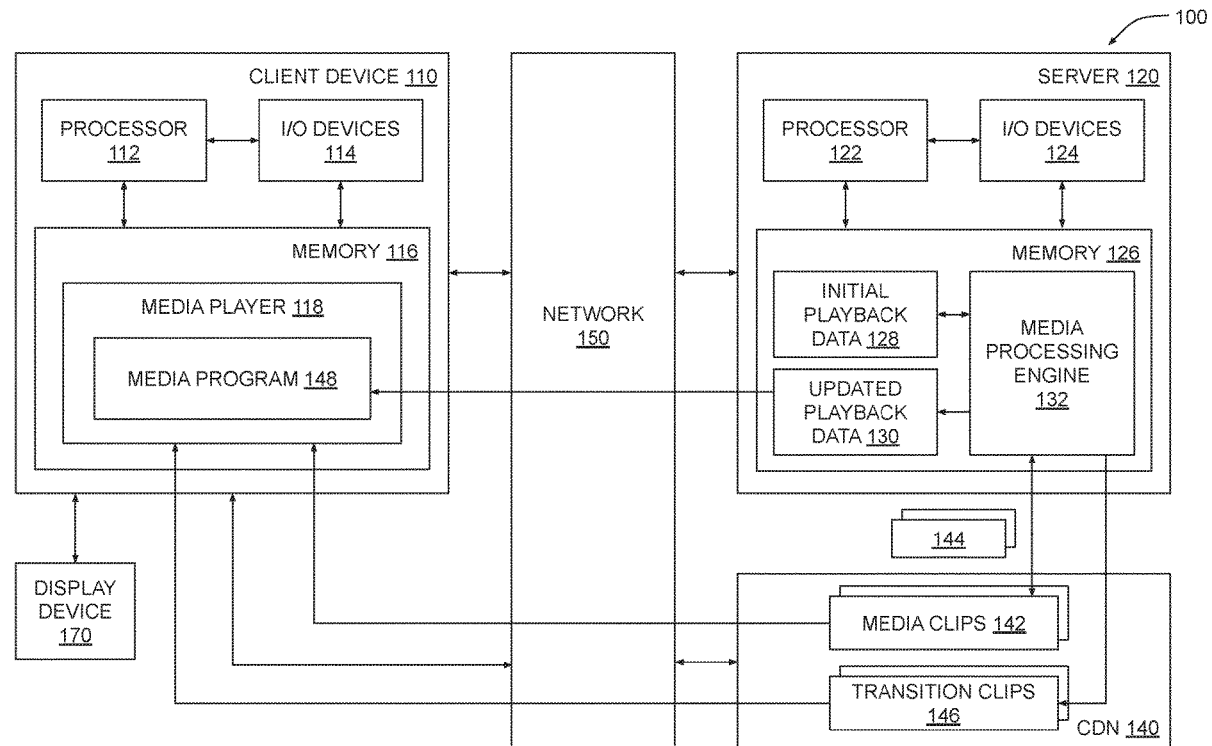 100
CLIENT DEVICE 110
PROCESSOR
112
I/O DEVICES
114
MEMORY 116
MEDIA PLAYER 118
MEDIA PROGRAM 148
DISPLAY
DEVICE
170
NETWORK
150
SERVER 120
PROCESSOR
122
I/O DEVICES
124
MEMORY 126
INITIAL
PLAYBACK
DATA 128
UPDATED
PLAYBACK
DATA 130
MEDIA
PROCESSING
ENGINE
132
144
MEDIA CLIPS 142
TRANSITION CLIPS
146
CDN 140